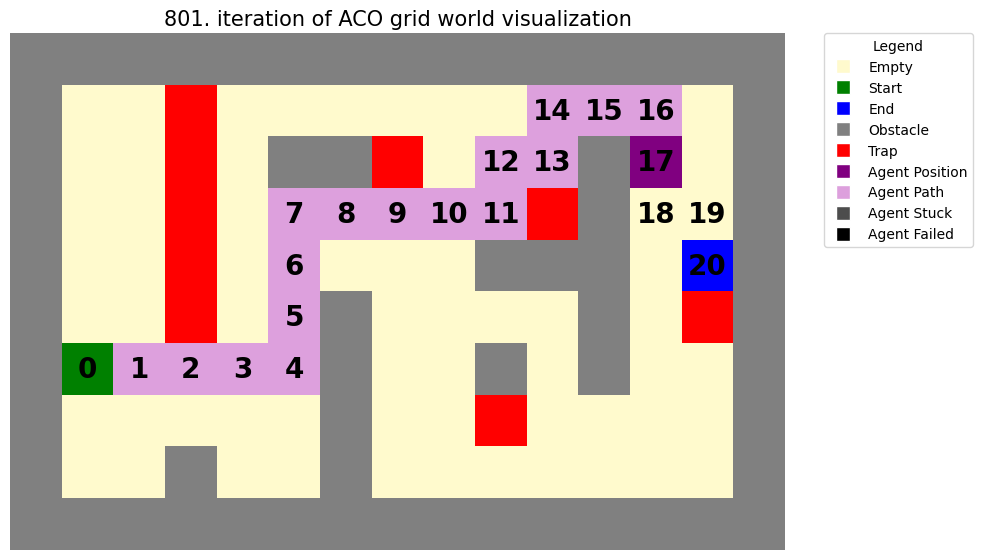 801. iteration of ACO grid world visualization
14 15 16
12 13 17
7 8 9 10 11 18 19
6 20
5
0 1 2 3 4
Legend
Empty
Start
End
Obstacle
Trap
Agent Position
Agent Path
Agent Stuck
Agent Failed